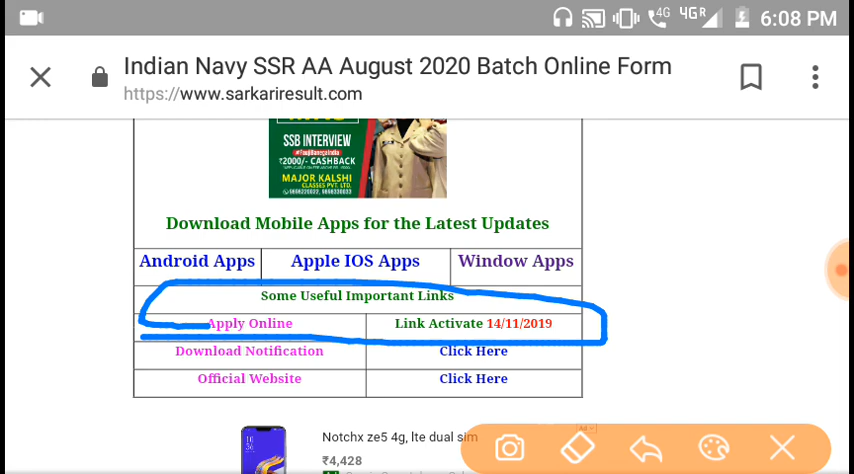 4G 4GR 6:08 PM
Indian Navy SSR AA August 2020 Batch Online Form
https://www.sarkariresult.com
SSB INTERVIEW
₹2000/- CASHBACK
MAJOR KALSHI
CLASSES PVT. LTD.
Download Mobile Apps for the Latest Updates
Android Apps Apple IOS Apps Window Apps
Some Useful Important Links
Apply Online Link Activate 14/11/2019
Download Notification Click Here
Official Website Click Here
Notchx ze5 4g, lte dual sim
₹4,428